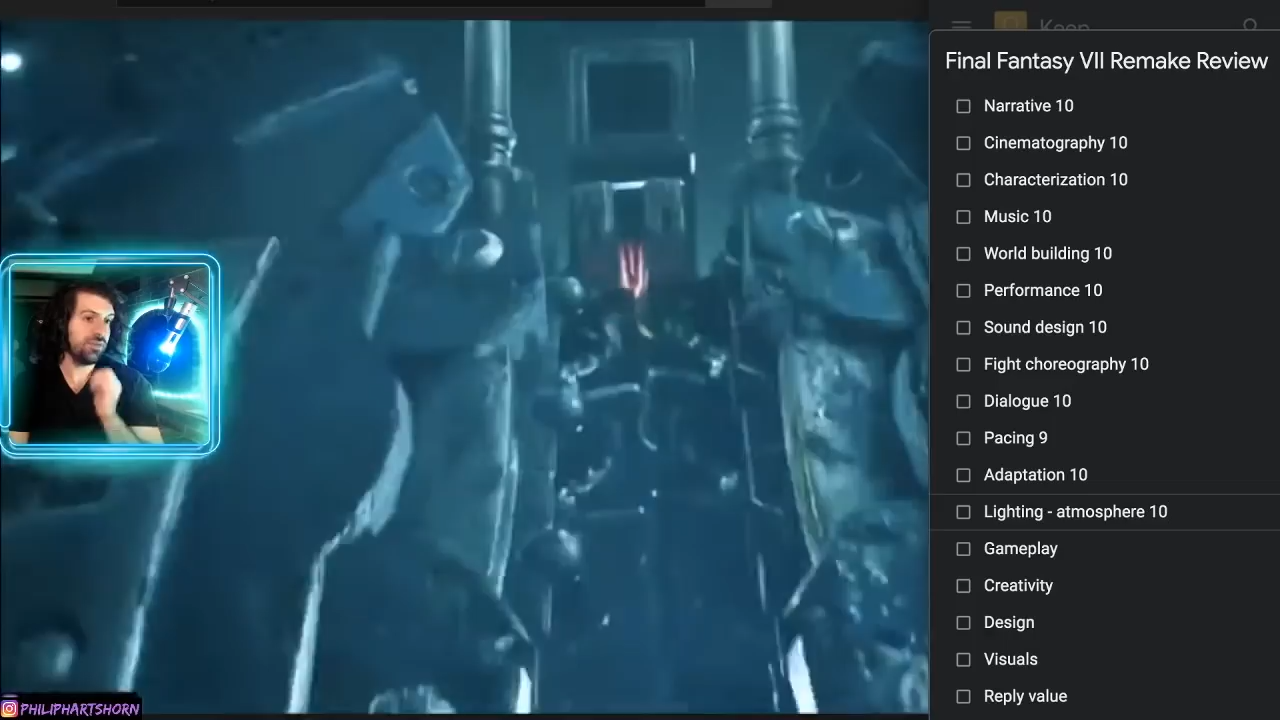 Keep
Final Fantasy VII Remake Review
Narrative 10
Cinematography 10
Characterization 10
Music 10
World building 10
Performance 10
Sound design 10
Fight choreography 10
Dialogue 10
Pacing 9
Adaptation 10
Lighting - atmosphere 10
Gameplay
Creativity
Design
Visuals
Reply value
PHILIPHARTSHORN